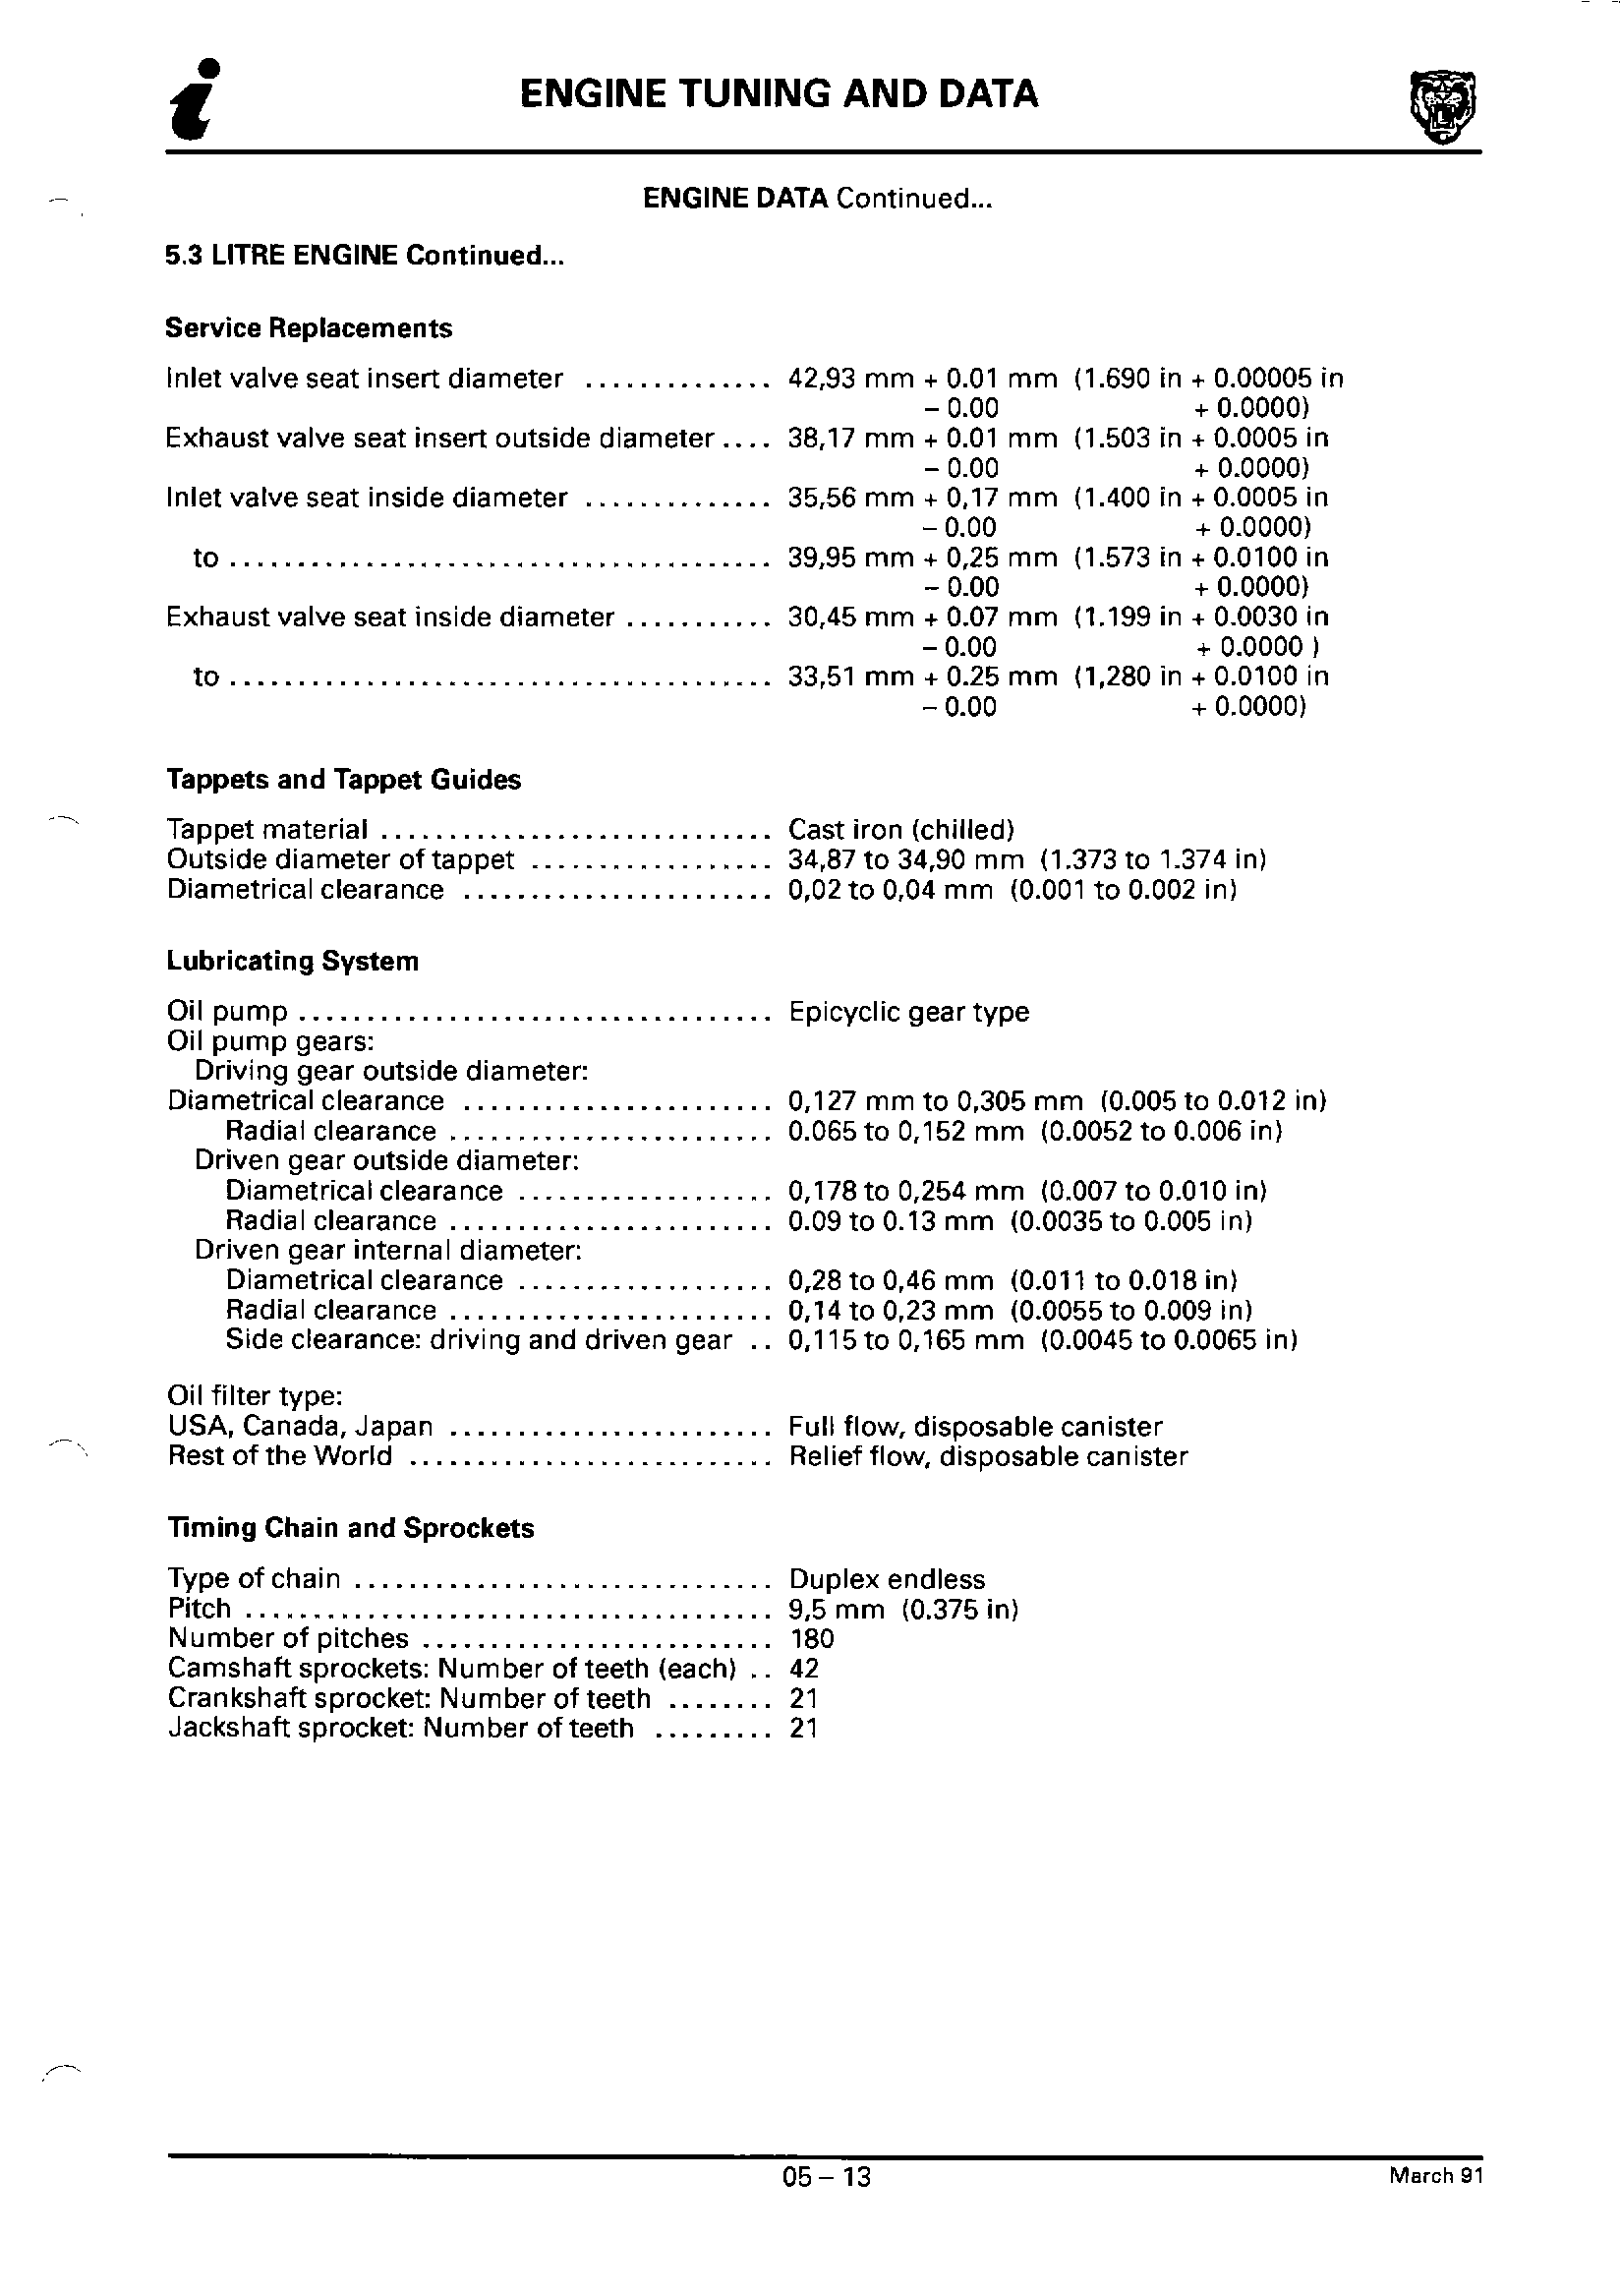 ENGINE TUNING AND DATA
ENGINE DATA Continued...
5.3 LITRE ENGINE Continued...
Service Replacements
Inlet valve seat insert diameter .............. 42,93 mm + 0.01 mm (1.690 in + 0.00005 in
– 0.00 + 0.0000)
Exhaust valve seat insert outside diameter .... 38,17 mm + 0.01 mm (1.503 in + 0.0005 in
– 0.00 + 0.0000)
Inlet valve seat inside diameter .............. 35,56 mm + 0,17 mm (1.400 in + 0.0005 in
– 0.00 + 0.0000)
to ........................................ 39,95 mm + 0,25 mm (1.573 in + 0.0100 in
– 0.00 + 0.0000)
Exhaust valve seat inside diameter ........... 30,45 mm + 0.07 mm (1.199 in + 0.0030 in
– 0.00 + 0.0000 )
to ........................................ 33,51 mm + 0.25 mm (1,280 in + 0.0100 in
– 0.00 + 0.0000)
Tappets and Tappet Guides
Tappet material ............................. Cast iron (chilled)
Outside diameter of tappet .................. 34,87 to 34,90 mm (1.373 to 1.374 in)
Diametrical clearance ....................... 0,02 to 0,04 mm (0.001 to 0.002 in)
Lubricating System
Oil pump ................................... Epicyclic gear type
Oil pump gears:
Driving gear outside diameter:
Diametrical clearance ....................... 0,127 mm to 0,305 mm (0.005 to 0.012 in)
Radial clearance ........................ 0.065 to 0,152 mm (0.0052 to 0.006 in)
Driven gear outside diameter:
Diametrical clearance ................... 0,178 to 0,254 mm (0.007 to 0.010 in)
Radial clearance ........................ 0.09 to 0.13 mm (0.0035 to 0.005 in)
Driven gear internal diameter:
Diametrical clearance ................... 0,28 to 0,46 mm (0.011 to 0.018 in)
Radial clearance ........................ 0,14 to 0,23 mm (0.0055 to 0.009 in)
Side clearance: driving and driven gear .. 0,115 to 0,165 mm (0.0045 to 0.0065 in)
Oil filter type:
USA, Canada, Japan ........................ Full flow, disposable canister
Rest of the World ........................... Relief flow, disposable canister
Timing Chain and Sprockets
Type of chain ............................... Duplex endless
Pitch ....................................... 9,5 mm (0.375 in)
Number of pitches .......................... 180
Camshaft sprockets: Number of teeth (each) .. 42
Crankshaft sprocket: Number of teeth ........ 21
Jackshaft sprocket: Number of teeth ......... 21
05 – 13
March 91